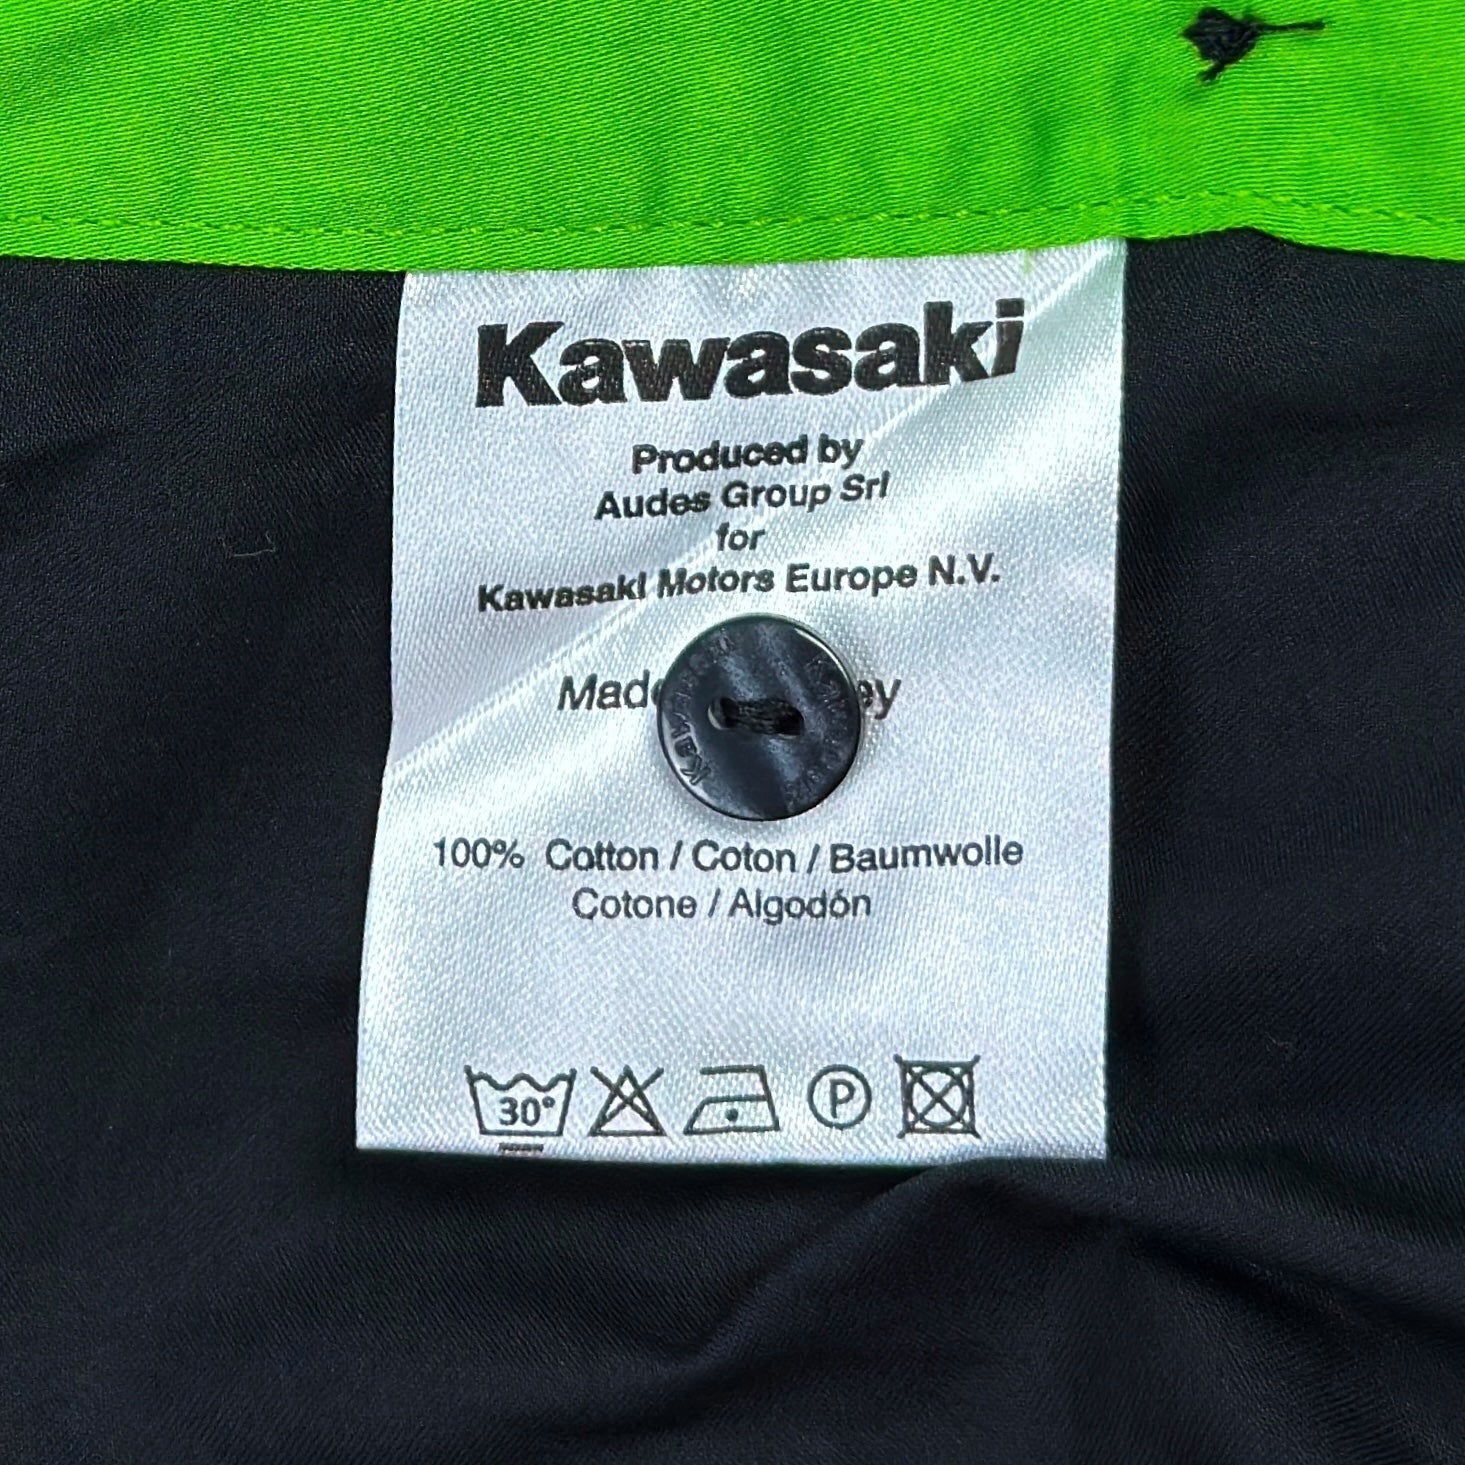 Kawasaki
Produced by
Audes Group Srl
for
Kawasaki Motors Europe N.V.
100% Cotton / Coton / Baumwolle
Cotone / Algodón
30°
P